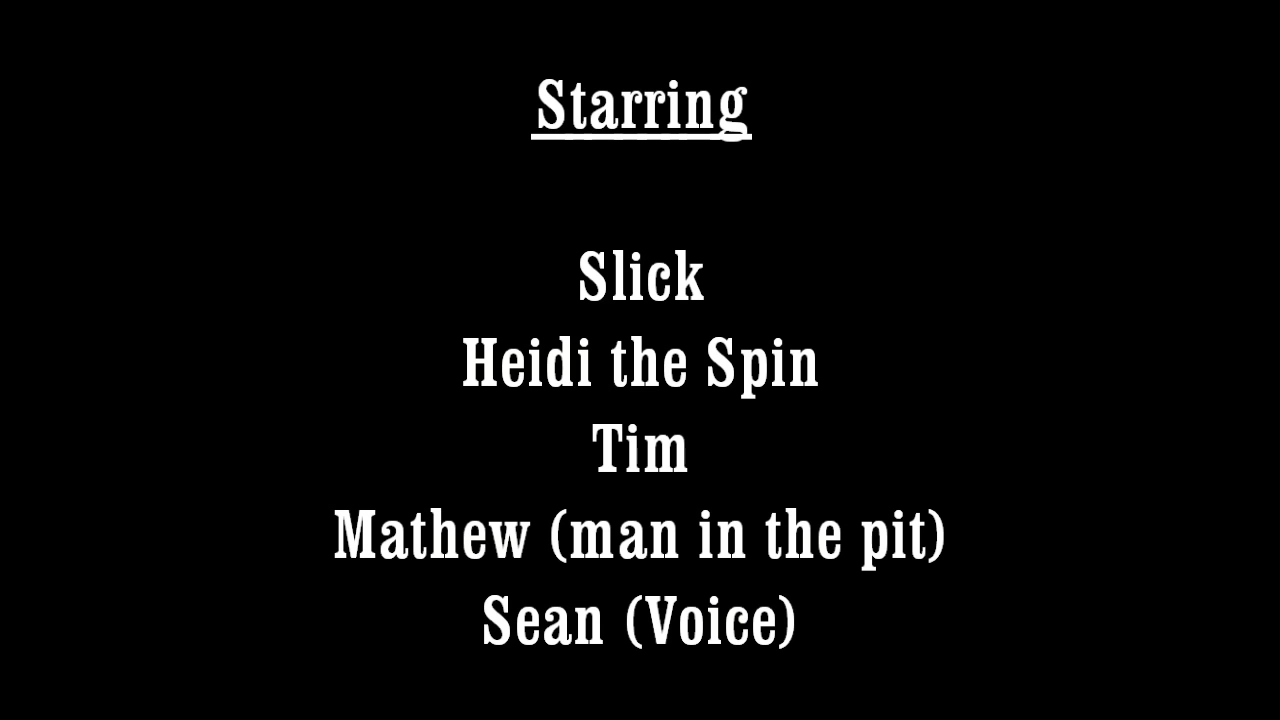 Starring
Slick
Heidi the Spin
Tim
Mathew (man in the pit)
Sean (Voice)